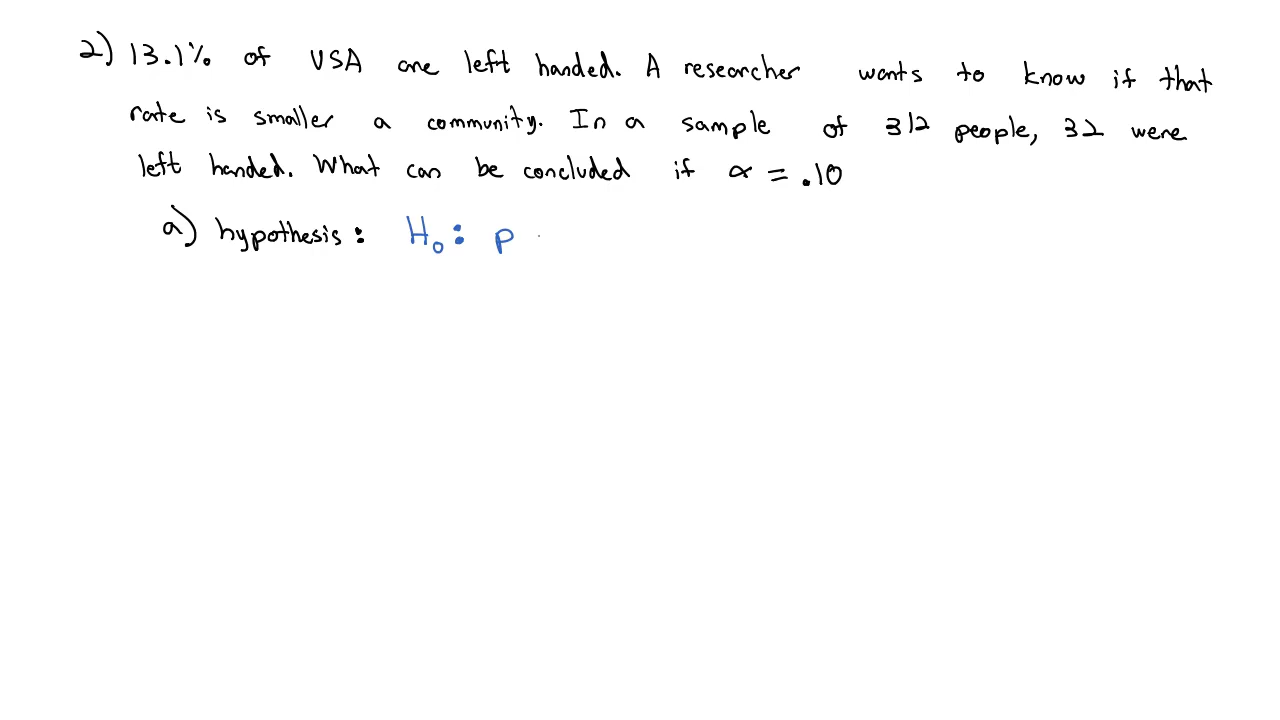 2) 13.1% of USA are left handed. A researcher wants to know if that
rate is smaller a community. In a sample of 312 people, 32 were
left handed. What can be concluded if α = .10
a) hypothesis: H₀: p